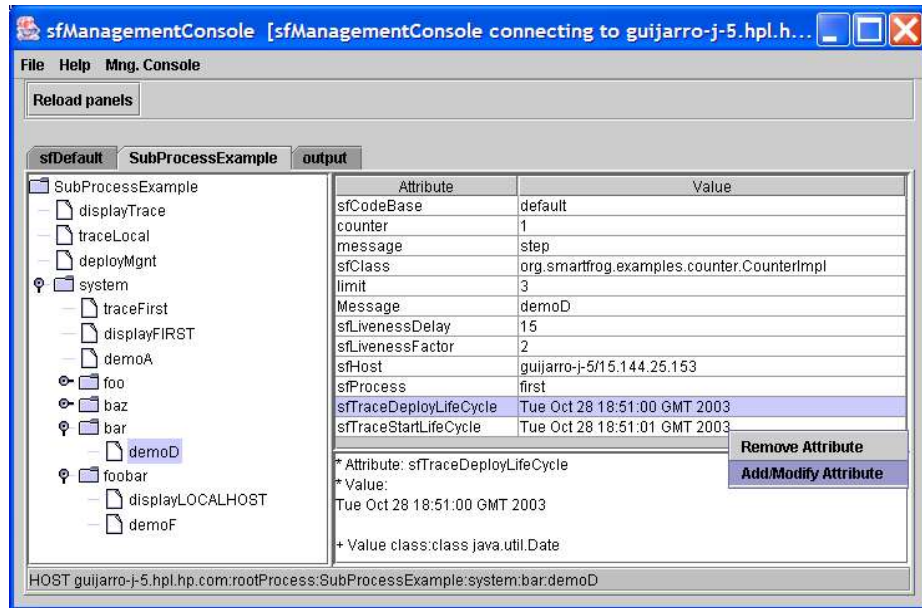 sfManagementConsole [sfManagementConsole connecting to guijarro-j-5.hpl.h...
File Help Mng. Console
Reload panels
sfDefault SubProcessExample output
SubProcessExample
displayTrace
traceLocal
deployMgnt
system
traceFirst
displayFIRST
demoA
foo
baz
bar
demoD
foobar
displayLOCALHOST
demoF
Attribute Value
sfCodeBase default
counter 1
message step
sfClass org.smartfrog.examples.counter.CounterImpl
limit 3
Message demoD
sfLivenessDelay 15
sfLivenessFactor 2
sfHost guijarro-j-5/15.144.25.153
sfProcess first
sfTraceDeployLifeCycle Tue Oct 28 18:51:00 GMT 2003
sfTraceStartLifeCycle Tue Oct 28 18:51:01 GMT 2003
Remove Attribute
Add/Modify Attribute
* Attribute: sfTraceDeployLifeCycle
* Value:
Tue Oct 28 18:51:00 GMT 2003
+ Value class:class java.util.Date
HOST guijarro-j-5.hpl.hp.com:rootProcess:SubProcessExample:system:bar:demoD